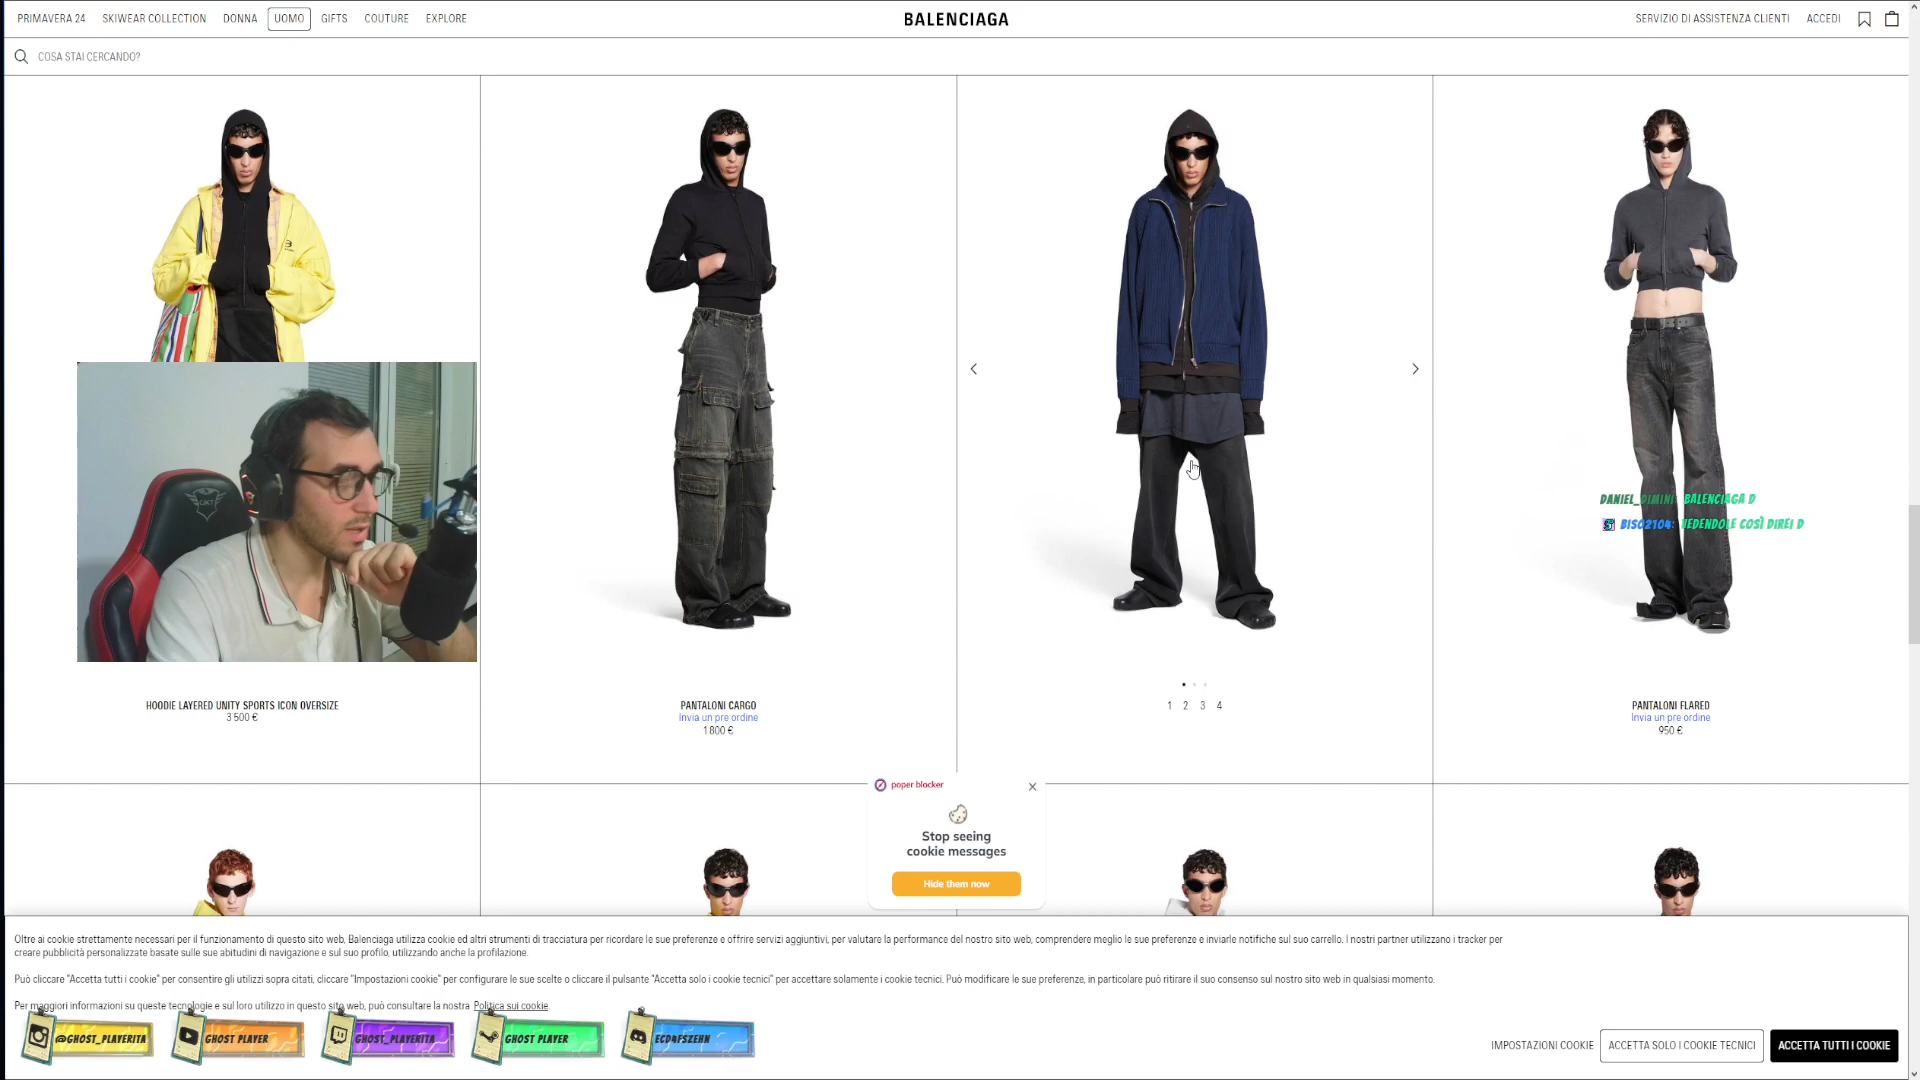 PRIMAVERA 24 SKIWEAR COLLECTION DONNA UOMO GIFTS COUTURE EXPLORE
BALENCIAGA
SERVIZIO DI ASSISTENZA CLIENTI ACCEDI
COSA STAI CERCANDO?
DANIEL_DIMINI: BALENCIAGA D
BISO2104: VEDENDOLE COSÌ DIREI D
HOODIE LAYERED UNITY SPORTS ICON OVERSIZE
3 500 €
PANTALONI CARGO
Invia un pre ordine
1 800 €
1 2 3 4
PANTALONI FLARED
Invia un pre ordine
950 €
poper blocker
Stop seeing
cookie messages
Hide them now
Oltre ai cookie strettamente necessari per il funzionamento di questo sito web, Balenciaga utilizza cookie ed altri strumenti di tracciatura per ricordare le sue preferenze e offrire servizi aggiuntivi, per valutare la performance del nostro sito web, comprendere meglio le sue preferenze e inviarle notifiche sul suo carrello. I nostri partner utilizzano i tracker per
creare pubblicità personalizzate basate sulle sue abitudini di navigazione e sul suo profilo, utilizzando anche la profilazione.
Può cliccare "Accetta tutti i cookie" per consentire gli utilizzi sopra citati, cliccare "Impostazioni cookie" per configurare le sue scelte o cliccare il pulsante "Accetta solo i cookie tecnici" per accettare solamente i cookie tecnici. Può modificare le sue preferenze, in particolare può ritirare il suo consenso sul nostro sito web in qualsiasi momento.
Per maggiori informazioni su queste tecnologie e sul loro utilizzo in questo sito web, può consultare la nostra Politica sui cookie.
@GHOST_PLAYERITA
GHOST PLAYER
GHOST_PLAYERITA
GHOST PLAYER
ECD4FSZEHN
IMPOSTAZIONI COOKIE
ACCETTA SOLO I COOKIE TECNICI
ACCETTA TUTTI I COOKIE